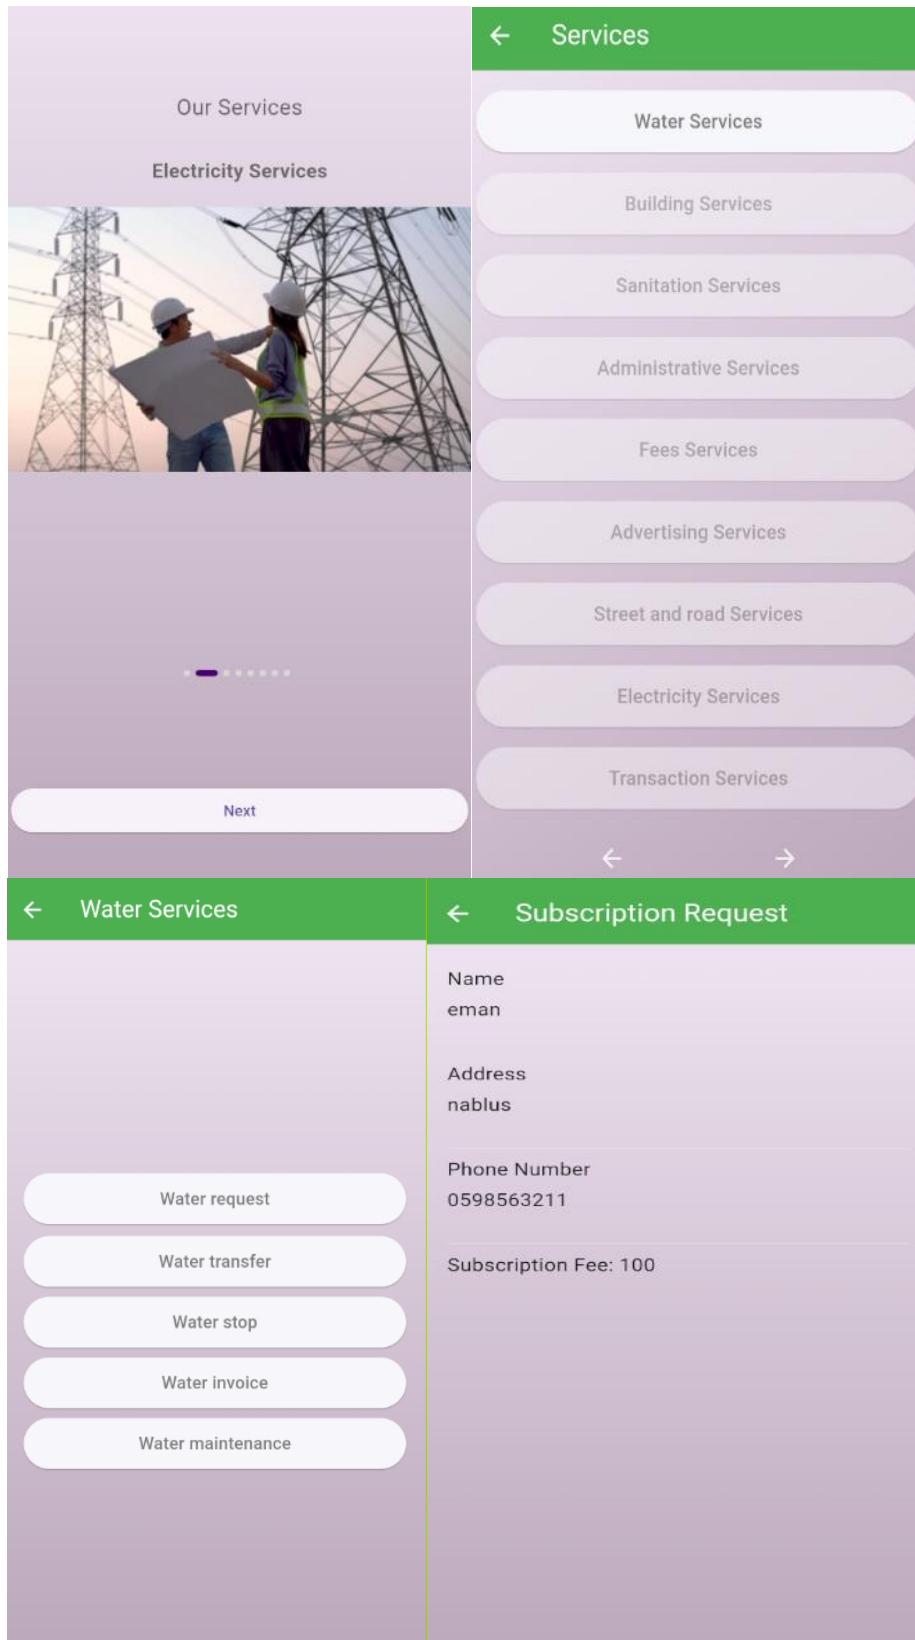 Our Services
Electricity Services
Next
Services
Water Services
Building Services
Sanitation Services
Administrative Services
Fees Services
Advertising Services
Street and road Services
Electricity Services
Transaction Services
Water Services
Water request
Water transfer
Water stop
Water invoice
Water maintenance
Subscription Request
Name
eman
Address
nablus
Phone Number
0598563211
Subscription Fee: 100